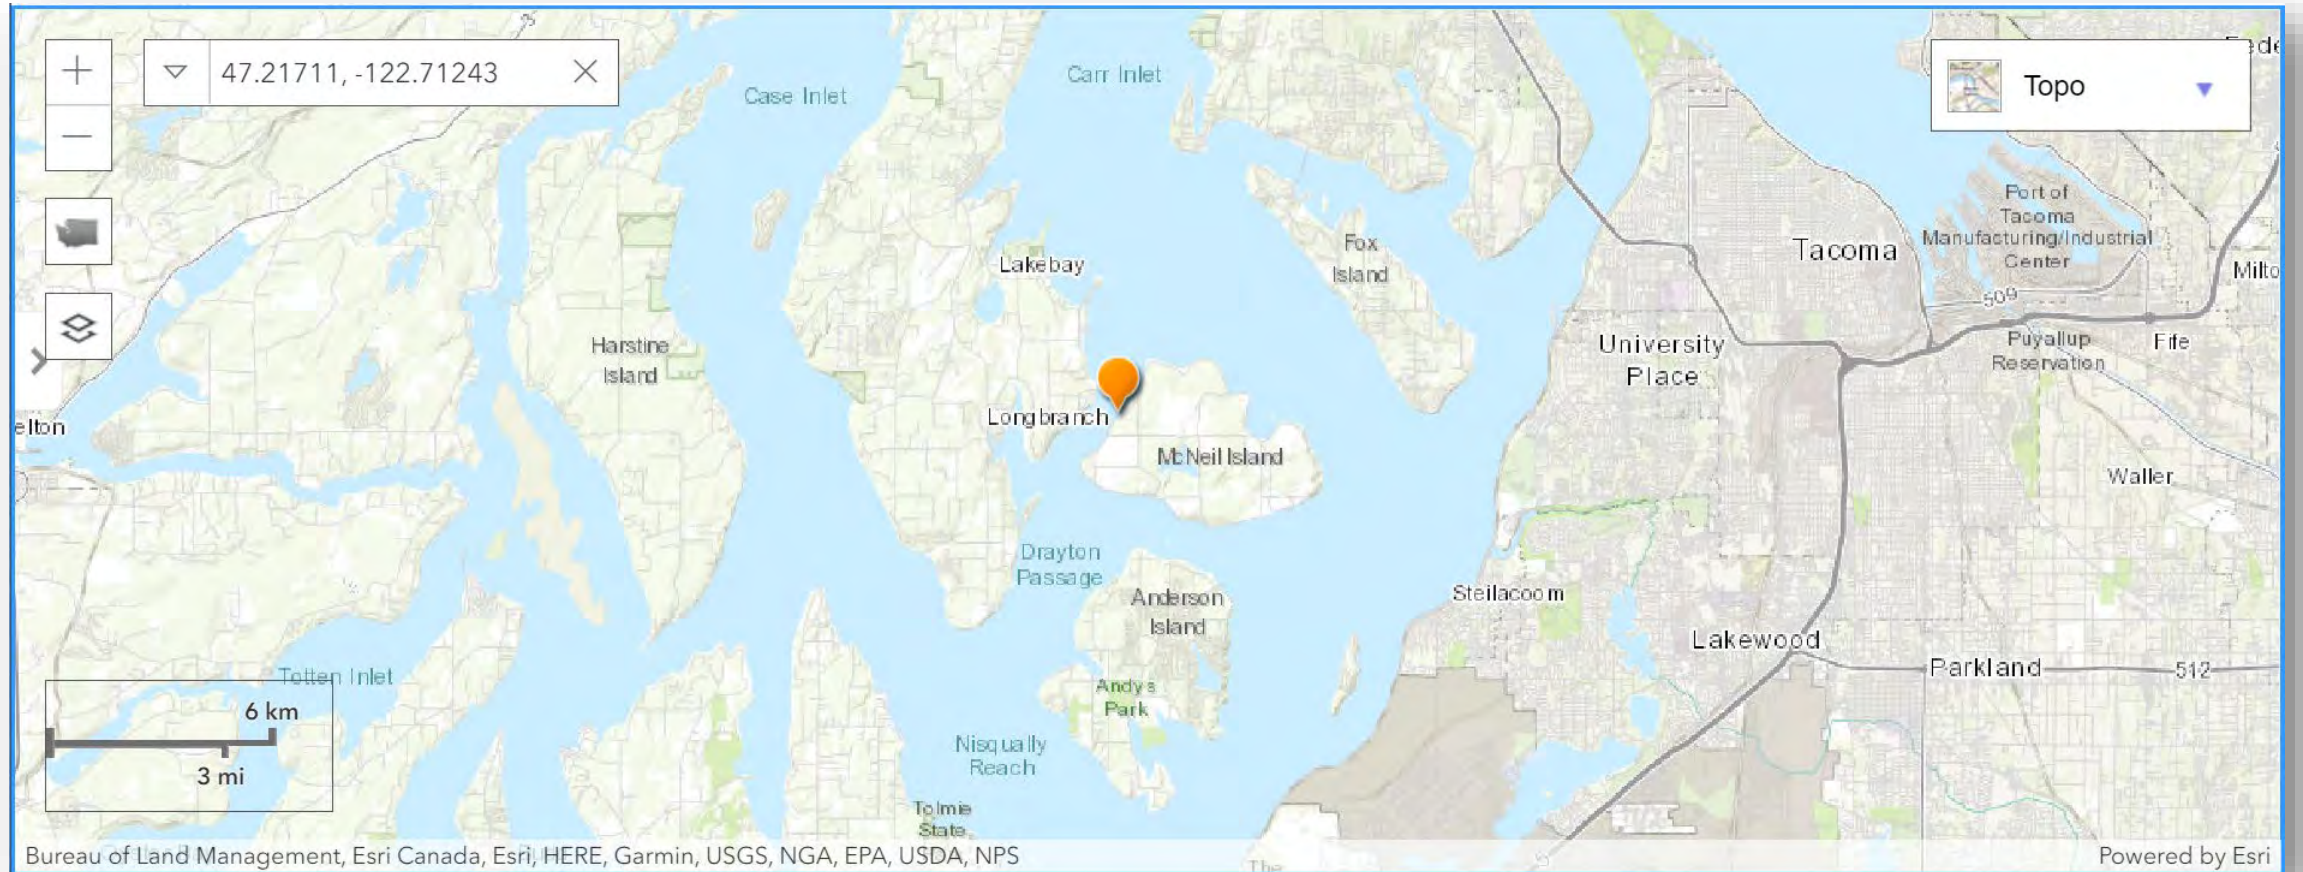 47.21711, -122.71243
Topo
Case Inlet
Carr Inlet
Port of
Tacoma
Manufacturing/Industrial
Center
Tacoma
Fox
Island
Lakebay
Milto
509
Harstine
Island
University
Place
Puyallup
Reservation
Fife
Longbranch
elton
McNeil Island
Waller
Drayton
Passage
Anderson
Island
Steilacoom
Lakewood
Parkland
512
Totten Inlet
Andys
Park
6 km
3 mi
Nisqually
Reach
Tolmie
State
Bureau of Land Management, Esri Canada, Esri, HERE, Garmin, USGS, NGA, EPA, USDA, NPS
Powered by Esri
The